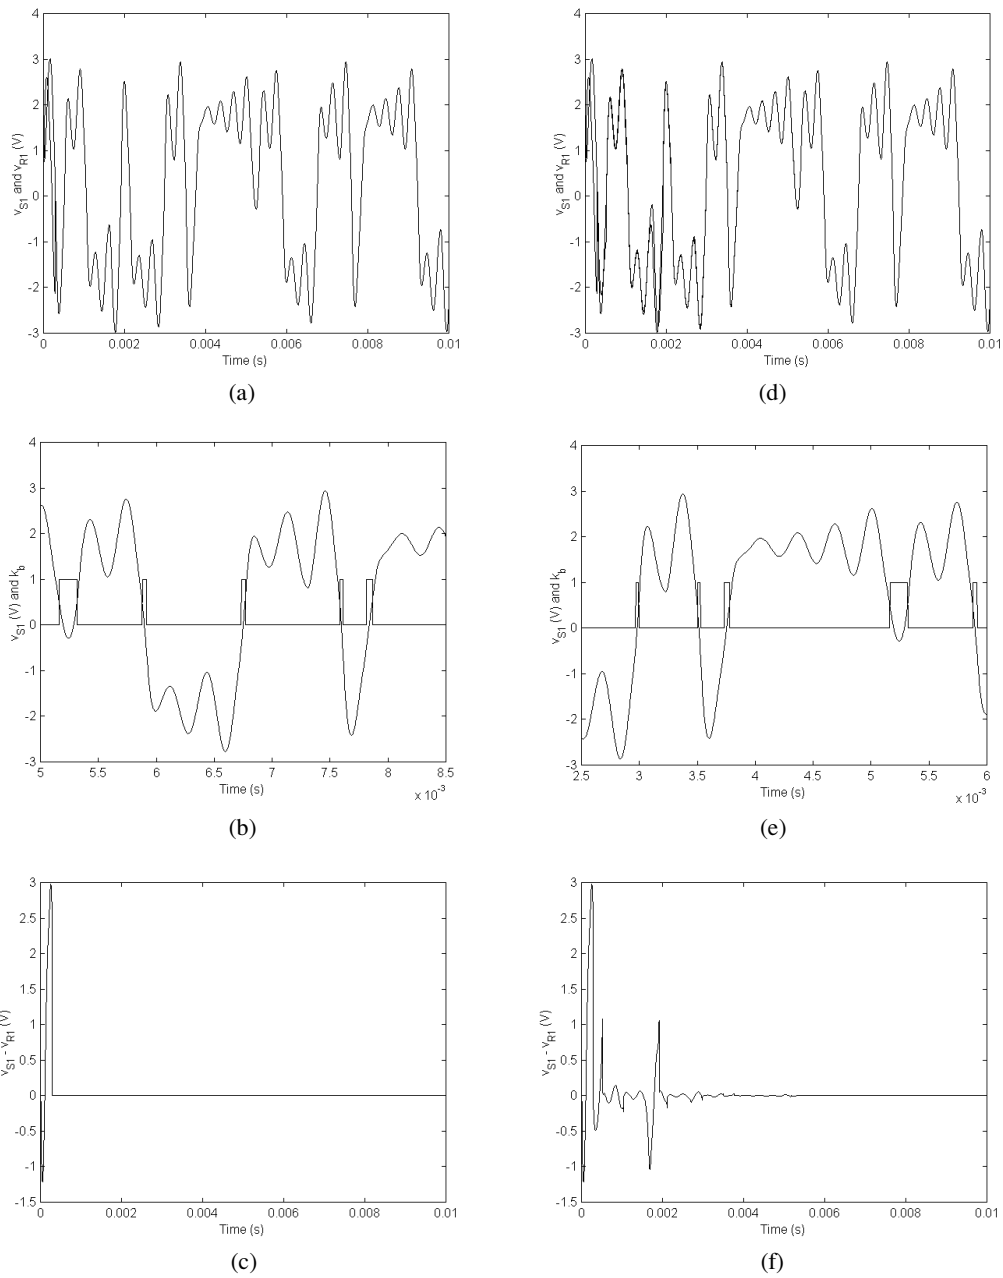 4
3
2
1
0
-1
-2
-3
v_S1 and v_R1 (V)
0 0.002 0.004 0.006 0.008 0.01
Time (s)
(a)
4
3
2
1
0
-1
-2
-3
v_S1 and v_R1 (V)
0 0.002 0.004 0.006 0.008 0.01
Time (s)
(d)
4
3
2
1
0
-1
-2
-3
v_S1 (V) and k_b
5 5.5 6 6.5 7 7.5 8 8.5
Time (s)
x 10^-3
(b)
4
3
2
1
0
-1
-2
-3
v_S1 (V) and k_b
2.5 3 3.5 4 4.5 5 5.5 6
Time (s)
x 10^-3
(e)
3
2.5
2
1.5
1
0.5
0
-0.5
-1
-1.5
v_S1 - v_R1 (V)
0 0.002 0.004 0.006 0.008 0.01
Time (s)
(c)
3
2.5
2
1.5
1
0.5
0
-0.5
-1
-1.5
v_S1 - v_R1 (V)
0 0.002 0.004 0.006 0.008 0.01
Time (s)
(f)